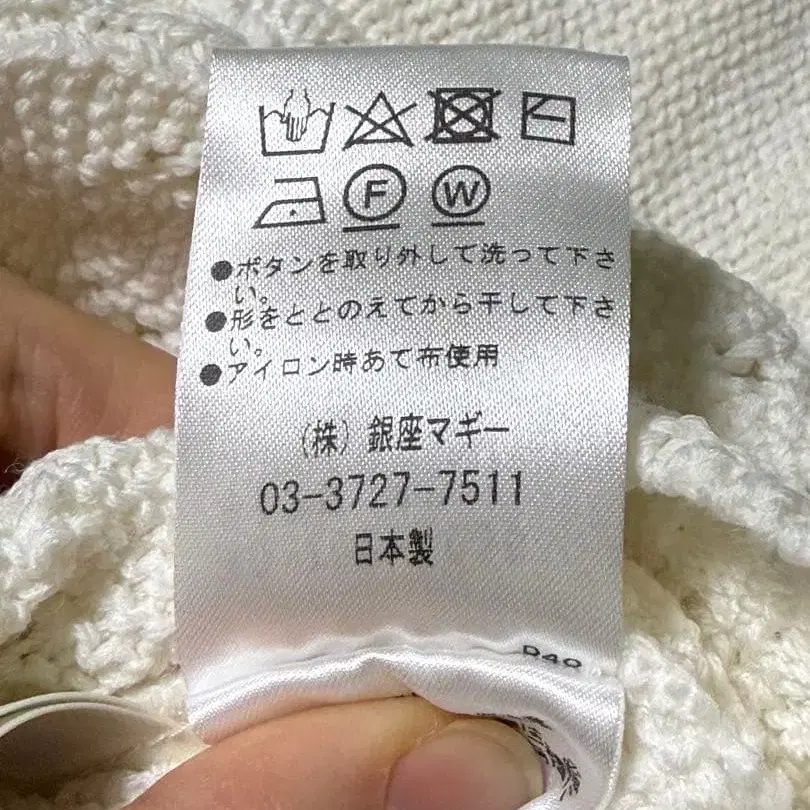 F W
●ボタンを取り外して洗って下さ
い。
●形をととのえてから干して下さ
い。
●アイロン時あて布使用
(株)銀座マギー
03-3727-7511
日本製